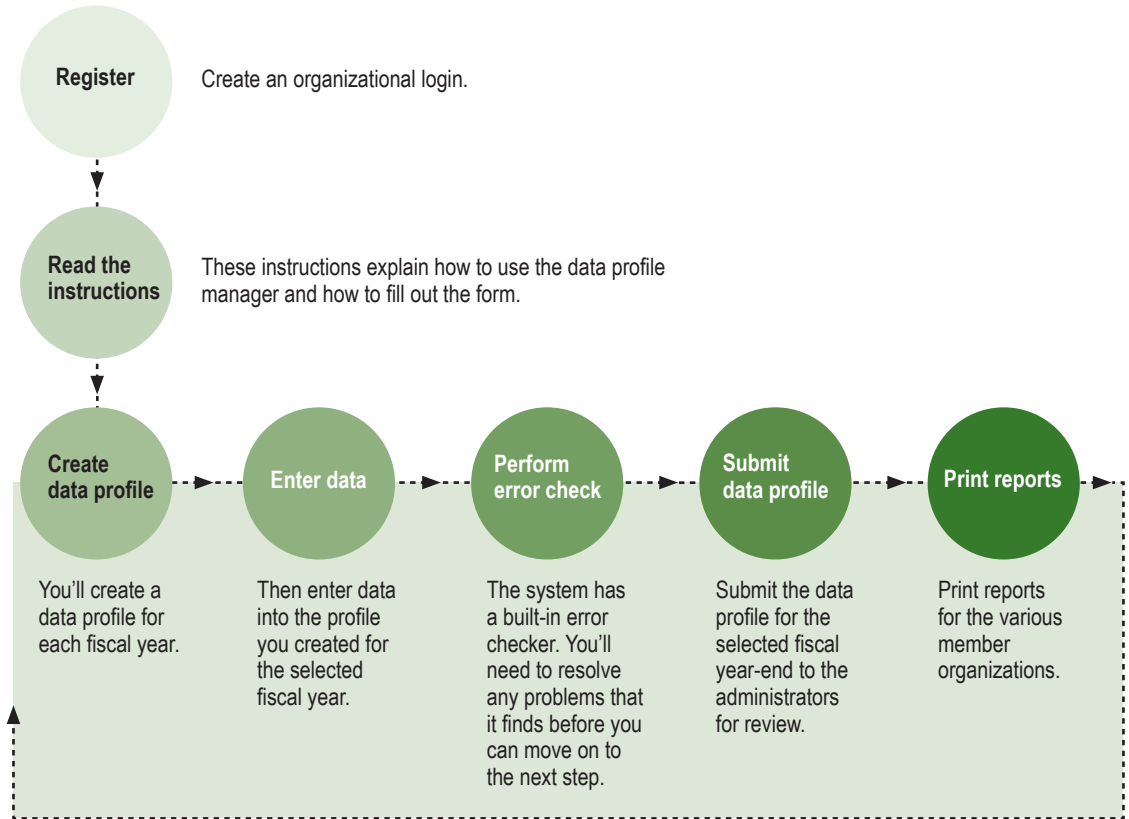 Register
Create an organizational login.
Read the
instructions
These instructions explain how to use the data profile
manager and how to fill out the form.
Create
data profile
You’ll create a
data profile for
each fiscal year.
Enter data
Then enter data
into the profile
you created for
the selected
fiscal year.
Perform
error check
The system has
a built-in error
checker. You’ll
need to resolve
any problems that
it finds before you
can move on to
the next step.
Submit
data profile
Submit the data
profile for the
selected fiscal
year-end to the
administrators
for review.
Print reports
Print reports
for the various
member
organizations.